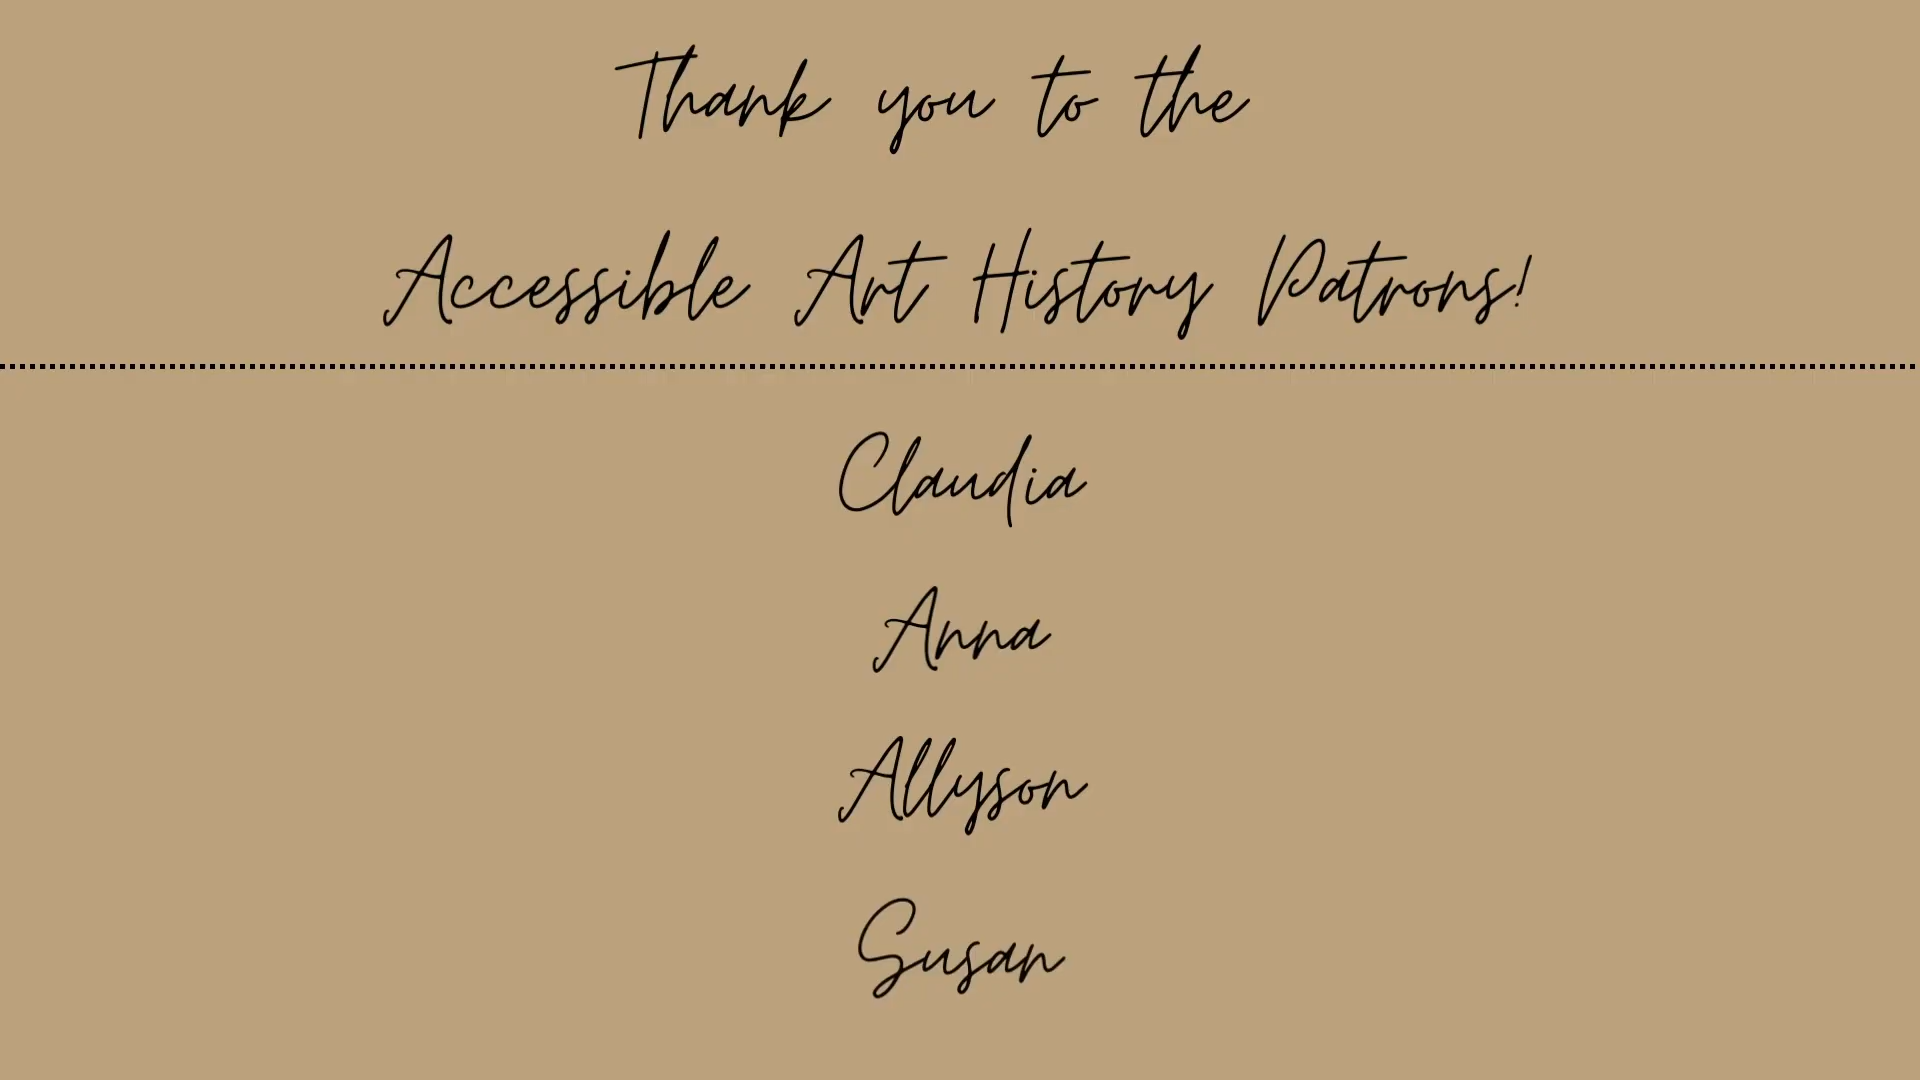 Thank you to the
Accessible Art History Patrons!
Claudia
Anna
Allyson
Susan